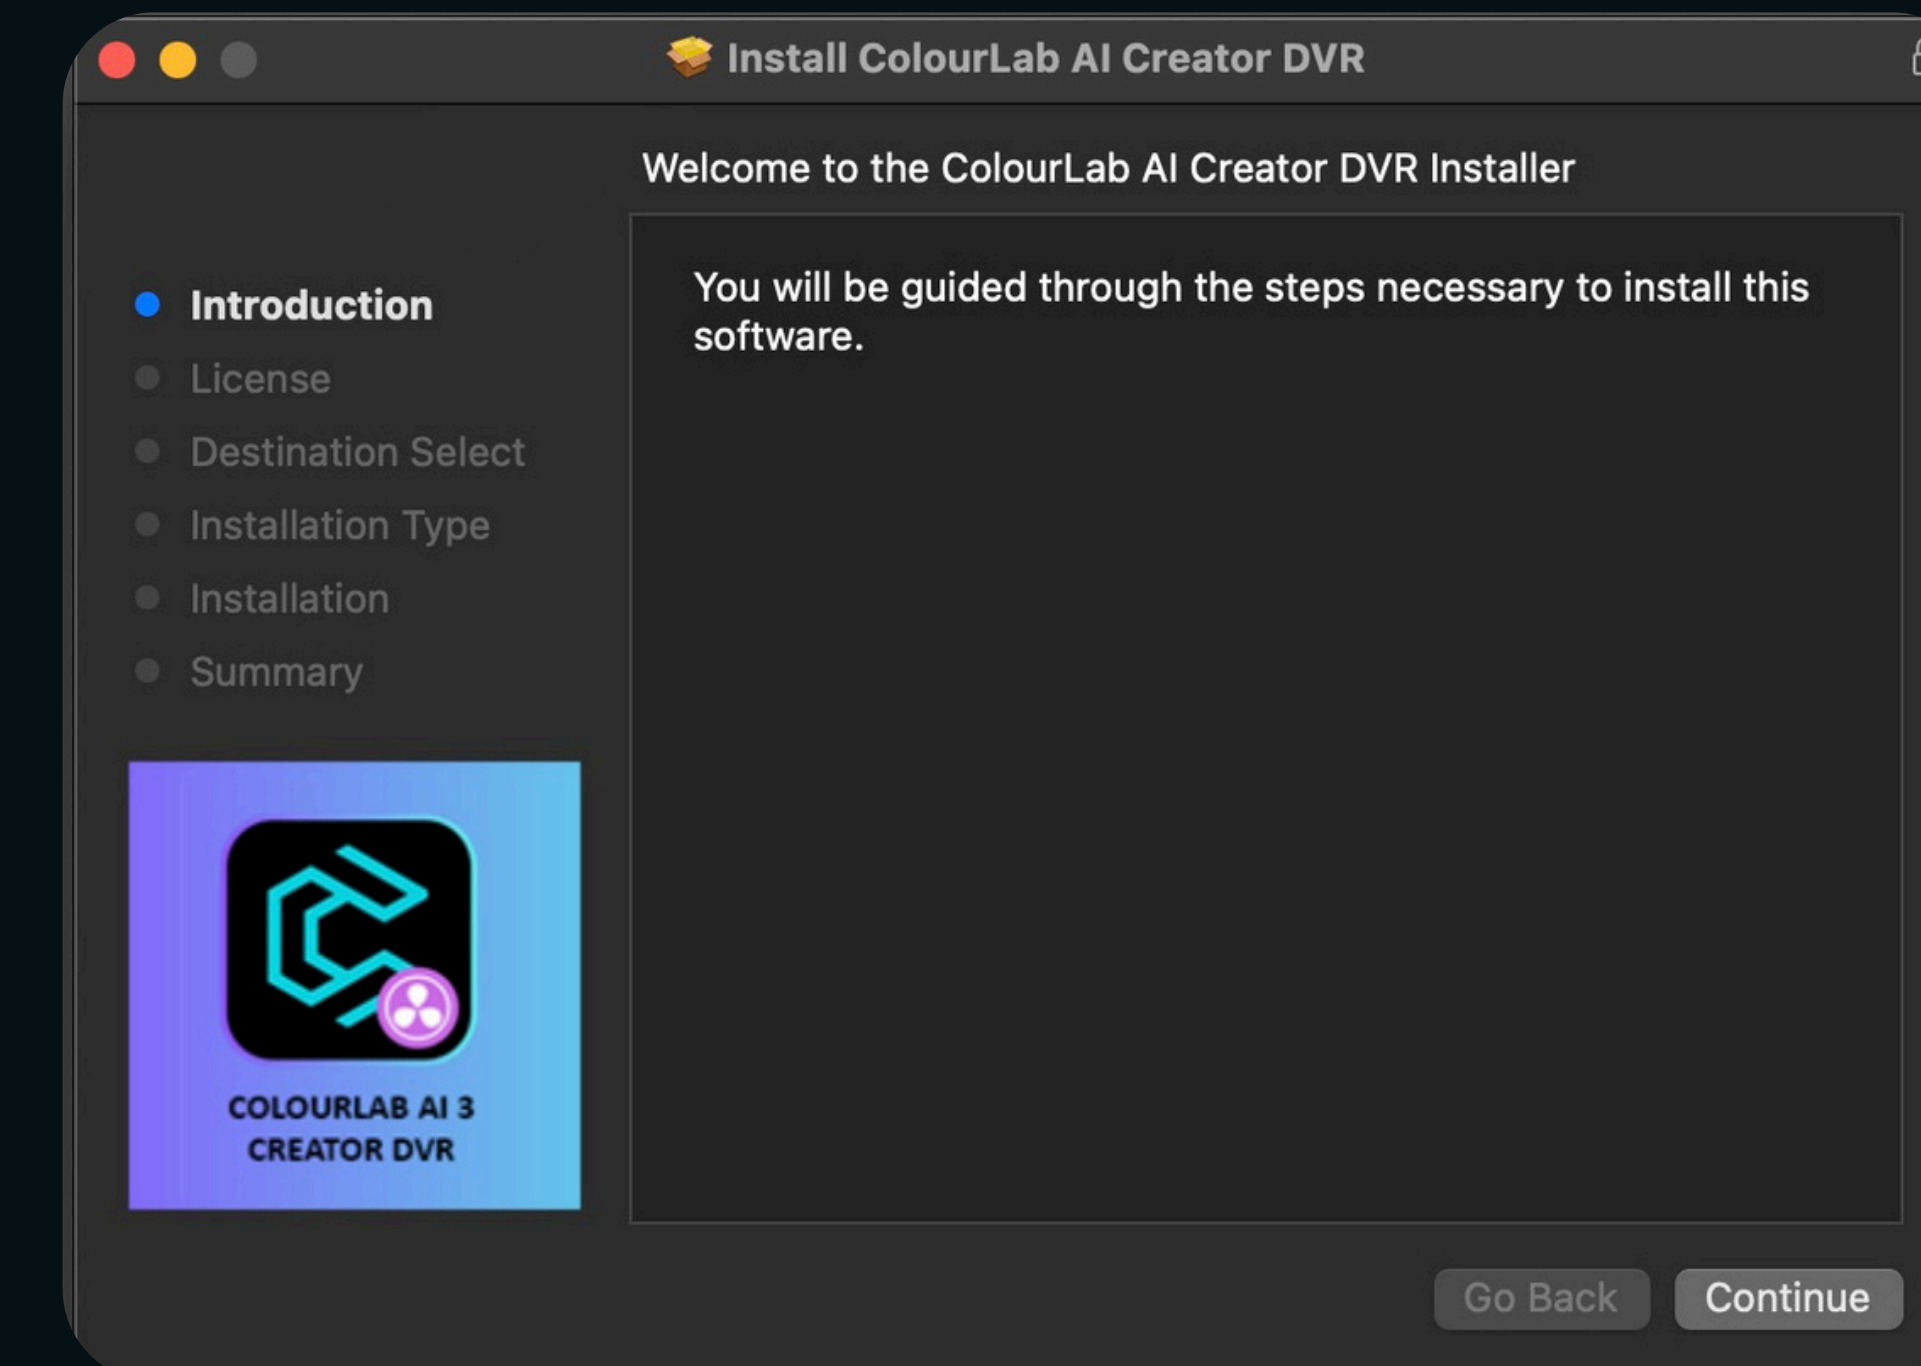 Install ColourLab AI Creator DVR
Welcome to the ColourLab AI Creator DVR Installer
Introduction
License
Destination Select
Installation Type
Installation
Summary
You will be guided through the steps necessary to install this
software.
COLOURLAB AI 3
CREATOR DVR
Go Back
Continue